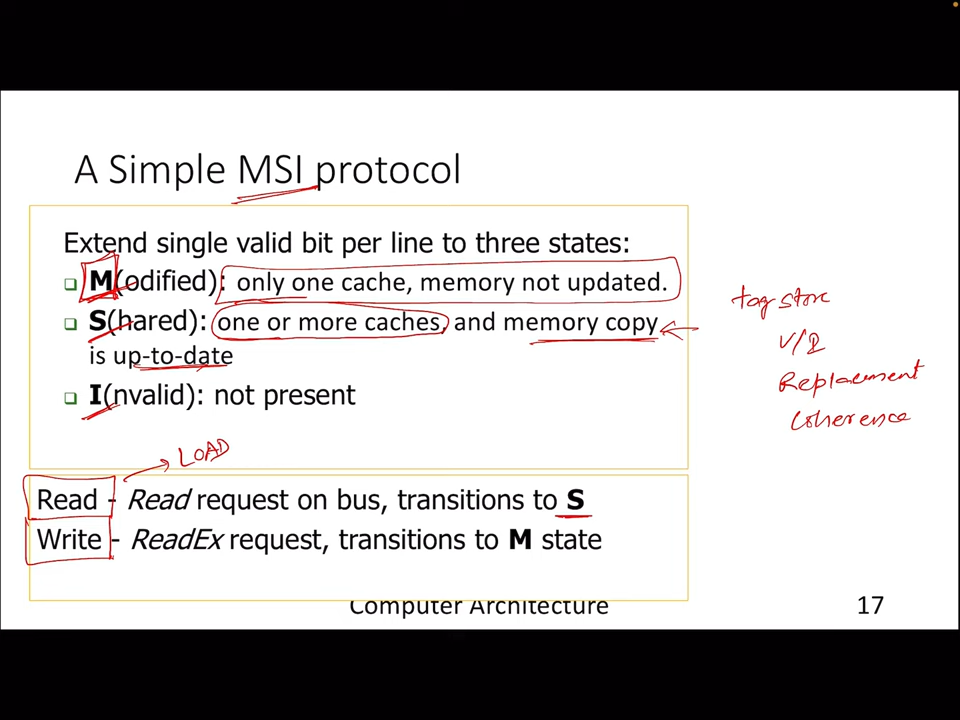 A Simple MSI protocol
Extend single valid bit per line to three states:
M(odified): only one cache, memory not updated.
S(hared): one or more caches, and memory copy
is up-to-date
I(nvalid): not present
tag store
V/I
Replacement
Coherence
LOAD
Read - Read request on bus, transitions to S
Write - ReadEx request, transitions to M state
Computer Architecture
17